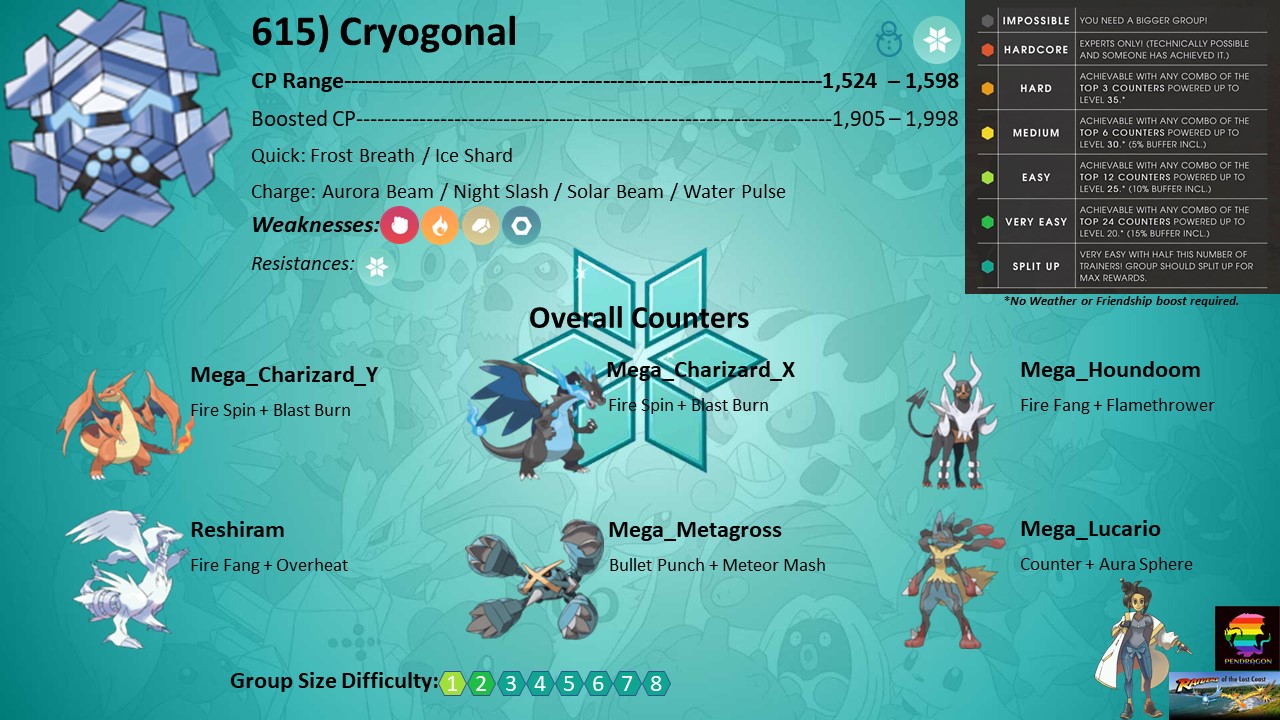 615) Cryogonal
CP Range--------------------------------------------------------------------------------1,524 – 1,598
Boosted CP--------------------------------------------------------------------------------1,905 – 1,998
Quick: Frost Breath / Ice Shard
Charge: Aurora Beam / Night Slash / Solar Beam / Water Pulse
Weaknesses:
Resistances:
IMPOSSIBLE YOU NEED A BIGGER GROUP!
HARDCORE EXPERTS ONLY! (TECHNICALLY POSSIBLE
AND SOMEONE HAS ACHIEVED IT.)
HARD ACHIEVABLE WITH ANY COMBO OF THE
TOP 3 COUNTERS POWERED UP TO
LEVEL 35.*
MEDIUM ACHIEVABLE WITH ANY COMBO OF THE
TOP 6 COUNTERS POWERED UP TO
LEVEL 30.* (5% BUFFER INCL.)
EASY ACHIEVABLE WITH ANY COMBO OF THE
TOP 12 COUNTERS POWERED UP TO
LEVEL 25.* (10% BUFFER INCL.)
VERY EASY ACHIEVABLE WITH ANY COMBO OF THE
TOP 24 COUNTERS POWERED UP TO
LEVEL 20.* (15% BUFFER INCL.)
SPLIT UP VERY EASY WITH HALF THIS NUMBER OF
TRAINERS! GROUP SHOULD SPLIT UP FOR
MAX REWARDS.
*No Weather or Friendship boost required.
Overall Counters
Mega_Charizard_Y
Fire Spin + Blast Burn
Mega_Charizard_X
Fire Spin + Blast Burn
Mega_Houndoom
Fire Fang + Flamethrower
Reshiram
Fire Fang + Overheat
Mega_Metagross
Bullet Punch + Meteor Mash
Mega_Lucario
Counter + Aura Sphere
Group Size Difficulty: 1 2 3 4 5 6 7 8
PENDRAGON
RAIDERS of the Lost Coast